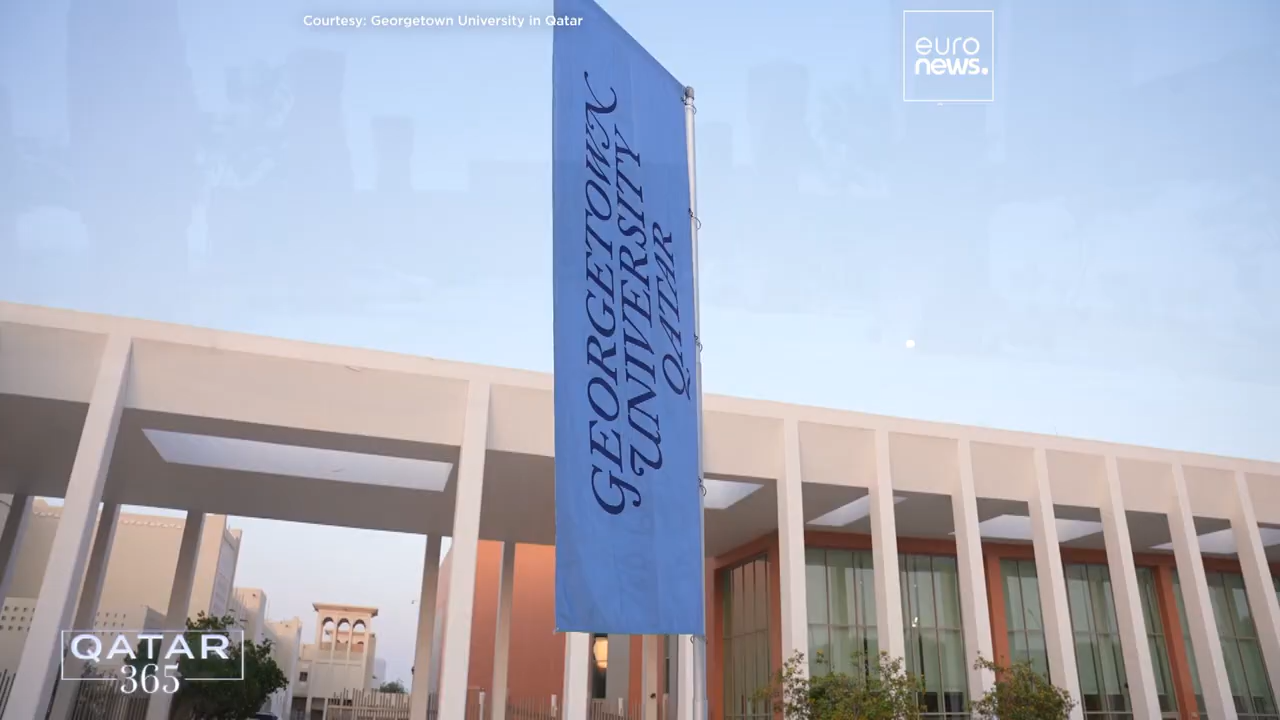 Courtesy: Georgetown University in Qatar
euro
news.
GEORGETOWN
UNIVERSITY
QATAR
QATAR
365